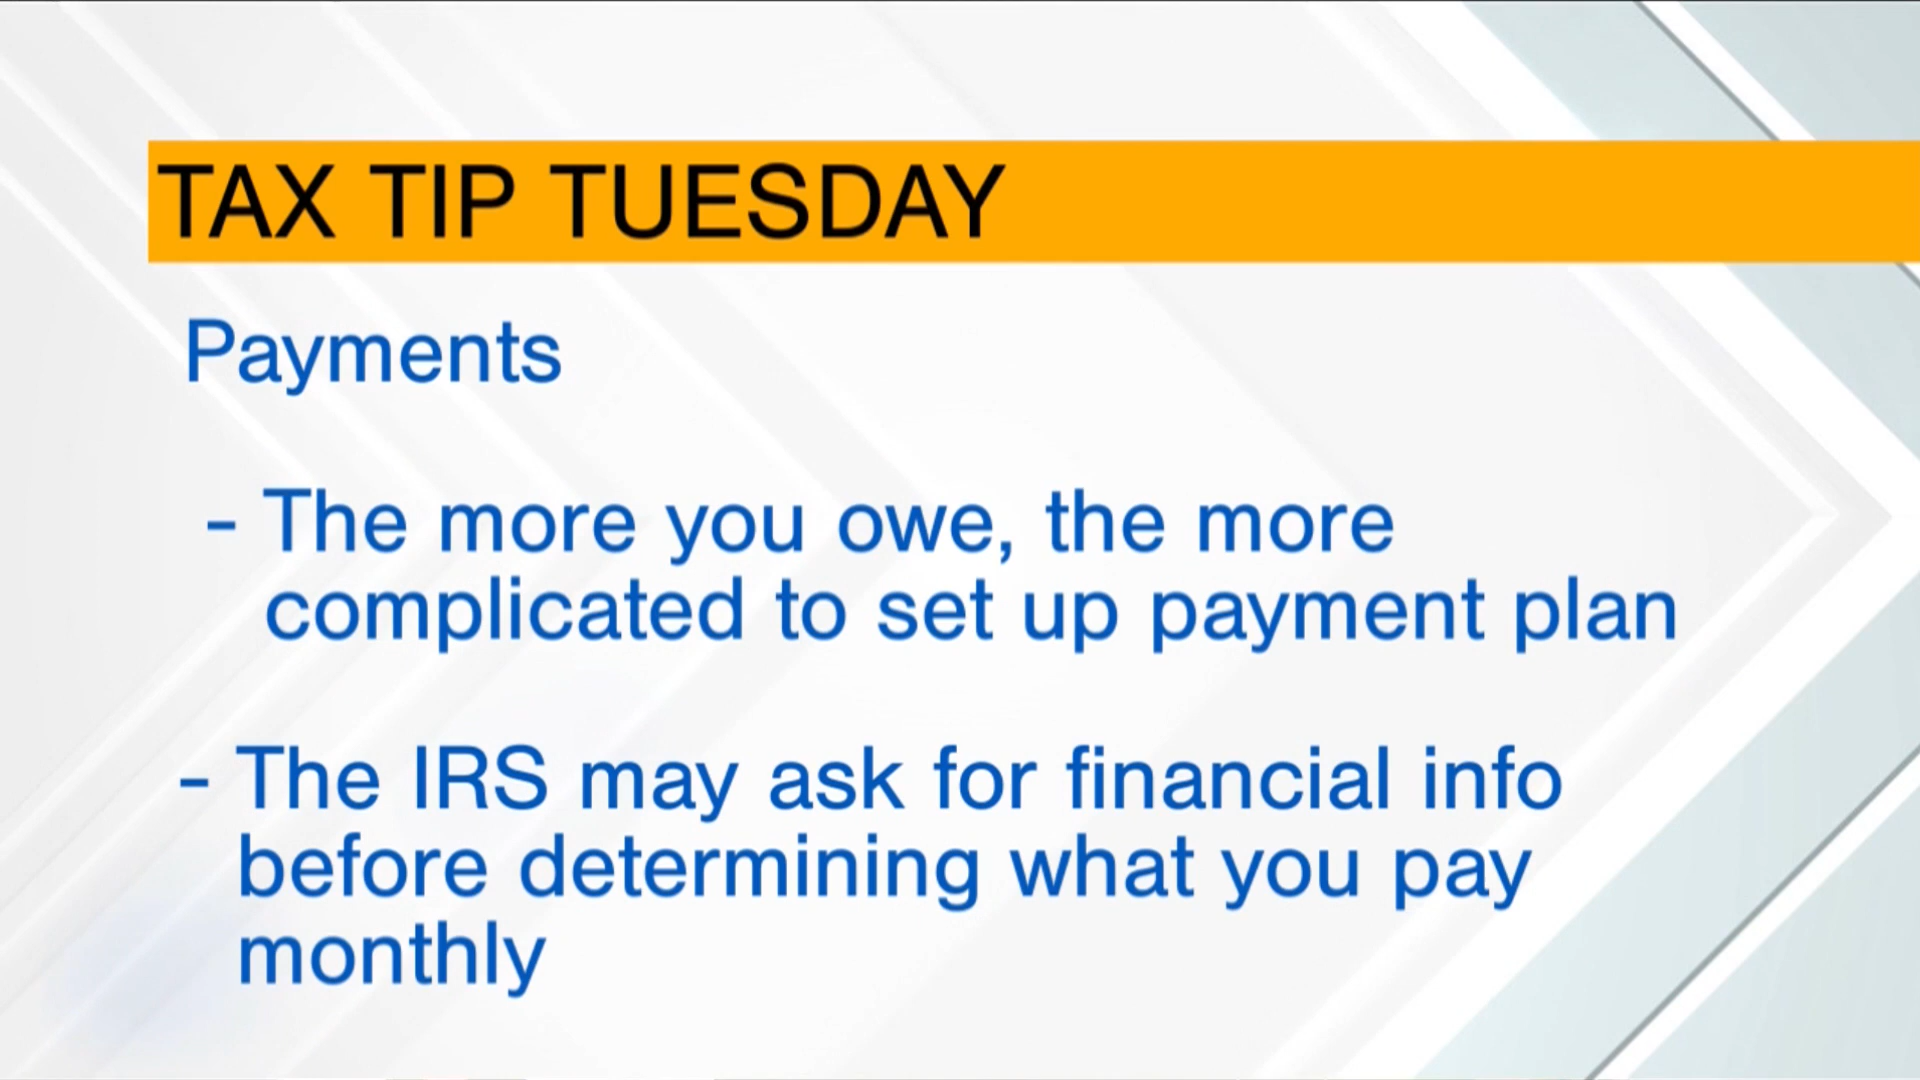 TAX TIP TUESDAY
Payments
- The more you owe, the more
complicated to set up payment plan
- The IRS may ask for financial info
before determining what you pay
monthly